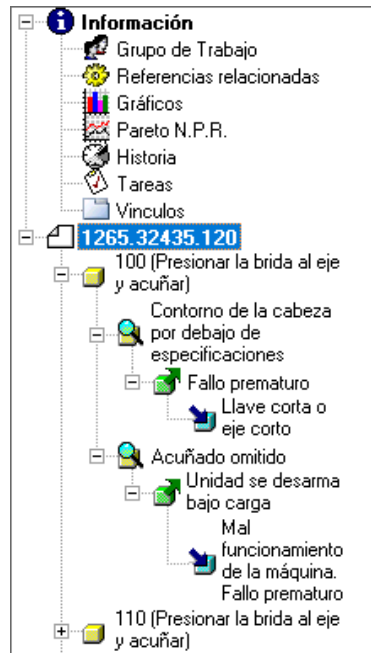 Información
Grupo de Trabajo
Referencias relacionadas
Gráficos
Pareto N.P.R.
Historia
Tareas
Vinculos
1265.32435.120
100 (Presionar la brida al eje
y acuñar)
Contorno de la cabeza
por debajo de
especificaciones
Fallo prematuro
Llave corta o
eje corto
Acuñado omitido
Unidad se desarma
bajo carga
Mal
funcionamiento
de la máquina.
Fallo prematuro
110 (Presionar la brida al eje
y acuñar)